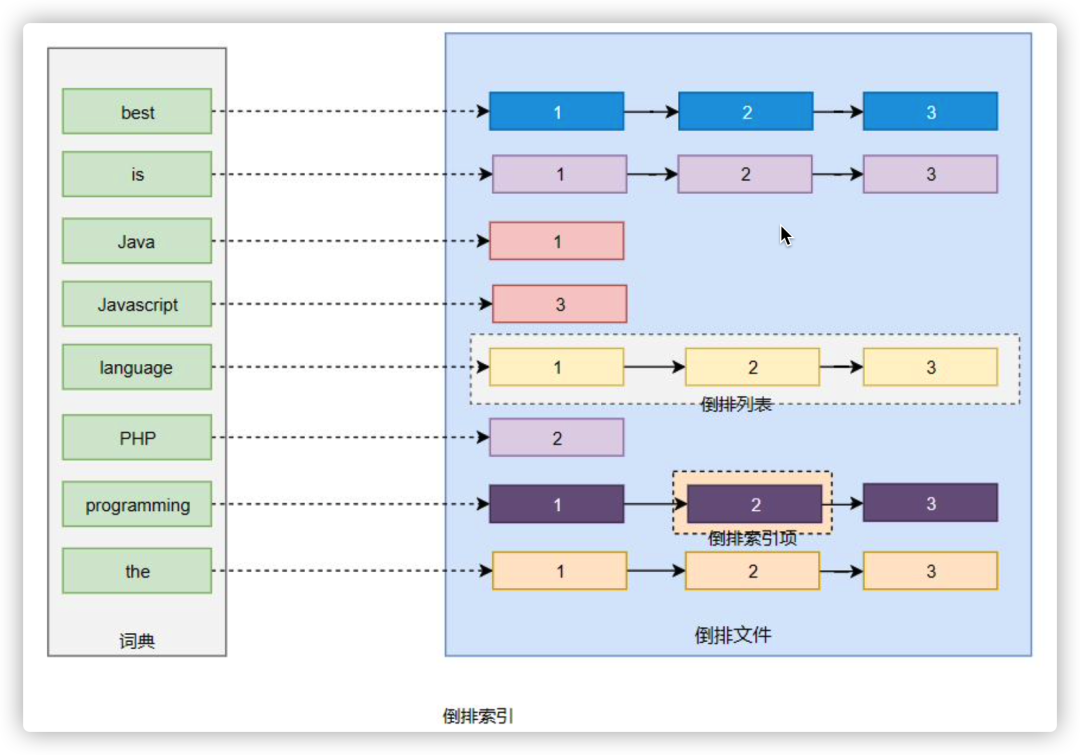 best 1 2 3
is 1 2 3
Java 1
Javascript 3
language 1 2 3
倒排列表
PHP 2
programming 1 2 3
倒排索引项
the 1 2 3
词典
倒排文件
倒排索引